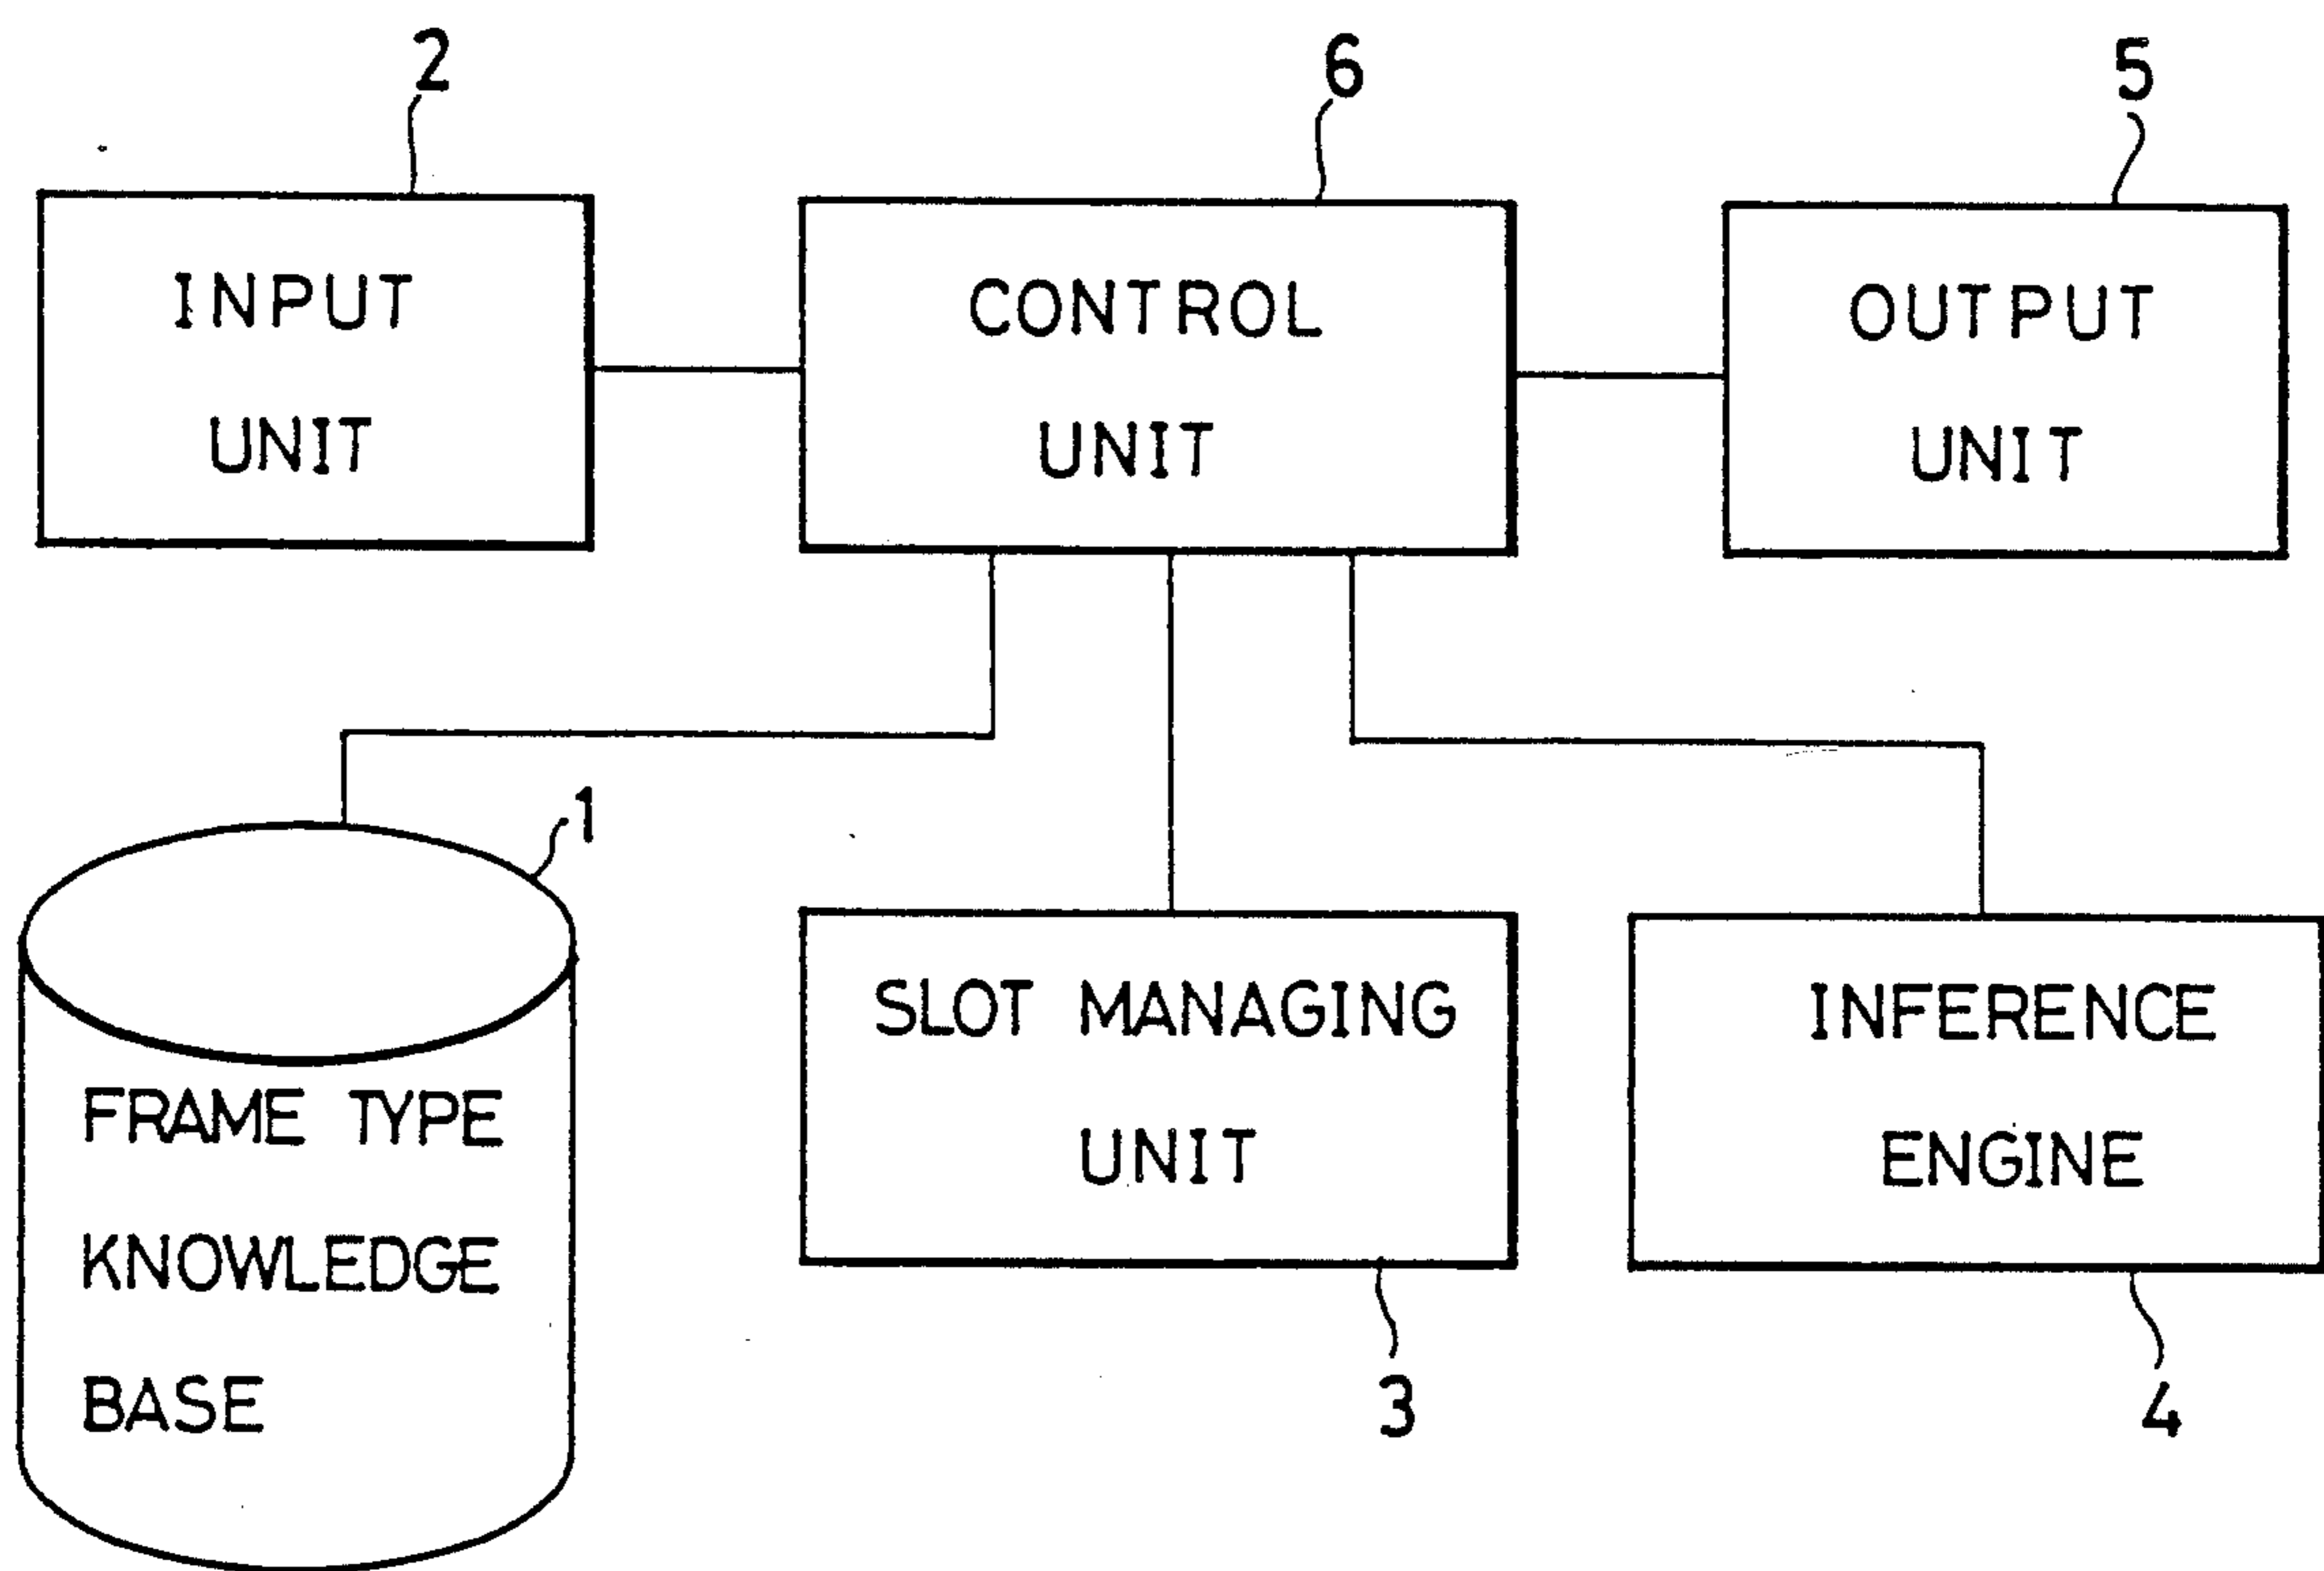 2
6
5
INPUT
UNIT
CONTROL
UNIT
OUTPUT
UNIT
1
FRAME TYPE
KNOWLEDGE
BASE
SLOT MANAGING
UNIT
INFERENCE
ENGINE
3
4